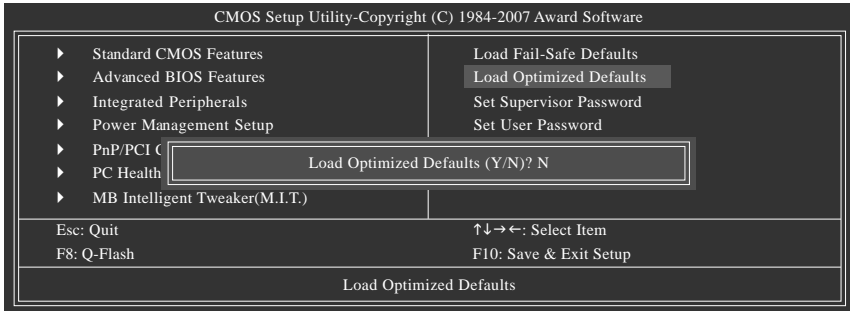 CMOS Setup Utility-Copyright (C) 1984-2007 Award Software
Standard CMOS Features
Advanced BIOS Features
Integrated Peripherals
Power Management Setup
PnP/PCI C
PC Health
MB Intelligent Tweaker(M.I.T.)
Load Fail-Safe Defaults
Load Optimized Defaults
Set Supervisor Password
Set User Password
Load Optimized Defaults (Y/N)? N
Esc: Quit
↑↓→←: Select Item
F8: Q-Flash
F10: Save & Exit Setup
Load Optimized Defaults